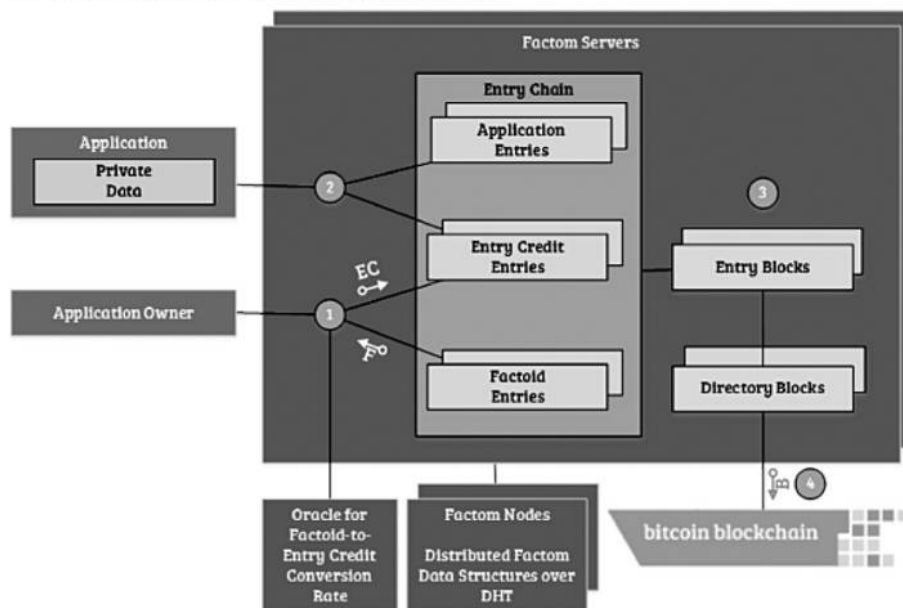 Factom Servers
Entry Chain
Application
Entries
Application
Private
Data
2
3
EC
Entry Credit
Entries
Entry Blocks
Application Owner
1
F
Factoid
Entries
Directory Blocks
B
4
Oracle for
Factoid-to-
Entry Credit
Conversion
Rate
Factom Nodes
Distributed Factom
Data Structures over
DHT
bitcoin blockchain